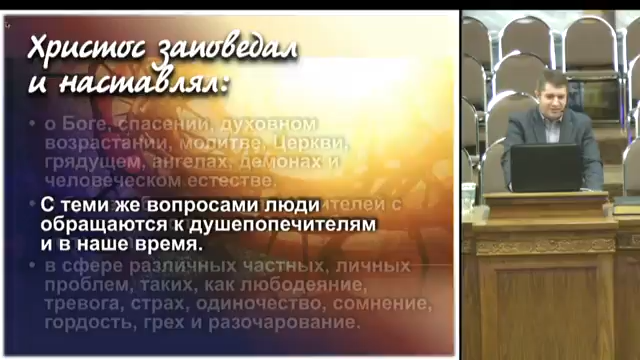 Христос заповедал
и наставлял:
• о Боге, спасении, духовном
возрастании, молитве, Церкви,
грядущем, ангелах, демонах и
человеческом естестве.
С теми же вопросами люди
обращаются к душепопечителям
и в наше время.
• в сфере различных частных, личных
проблем, таких, как любодеяние,
тревога, страх, одиночество, сомнение,
гордость, грех и разочарование.